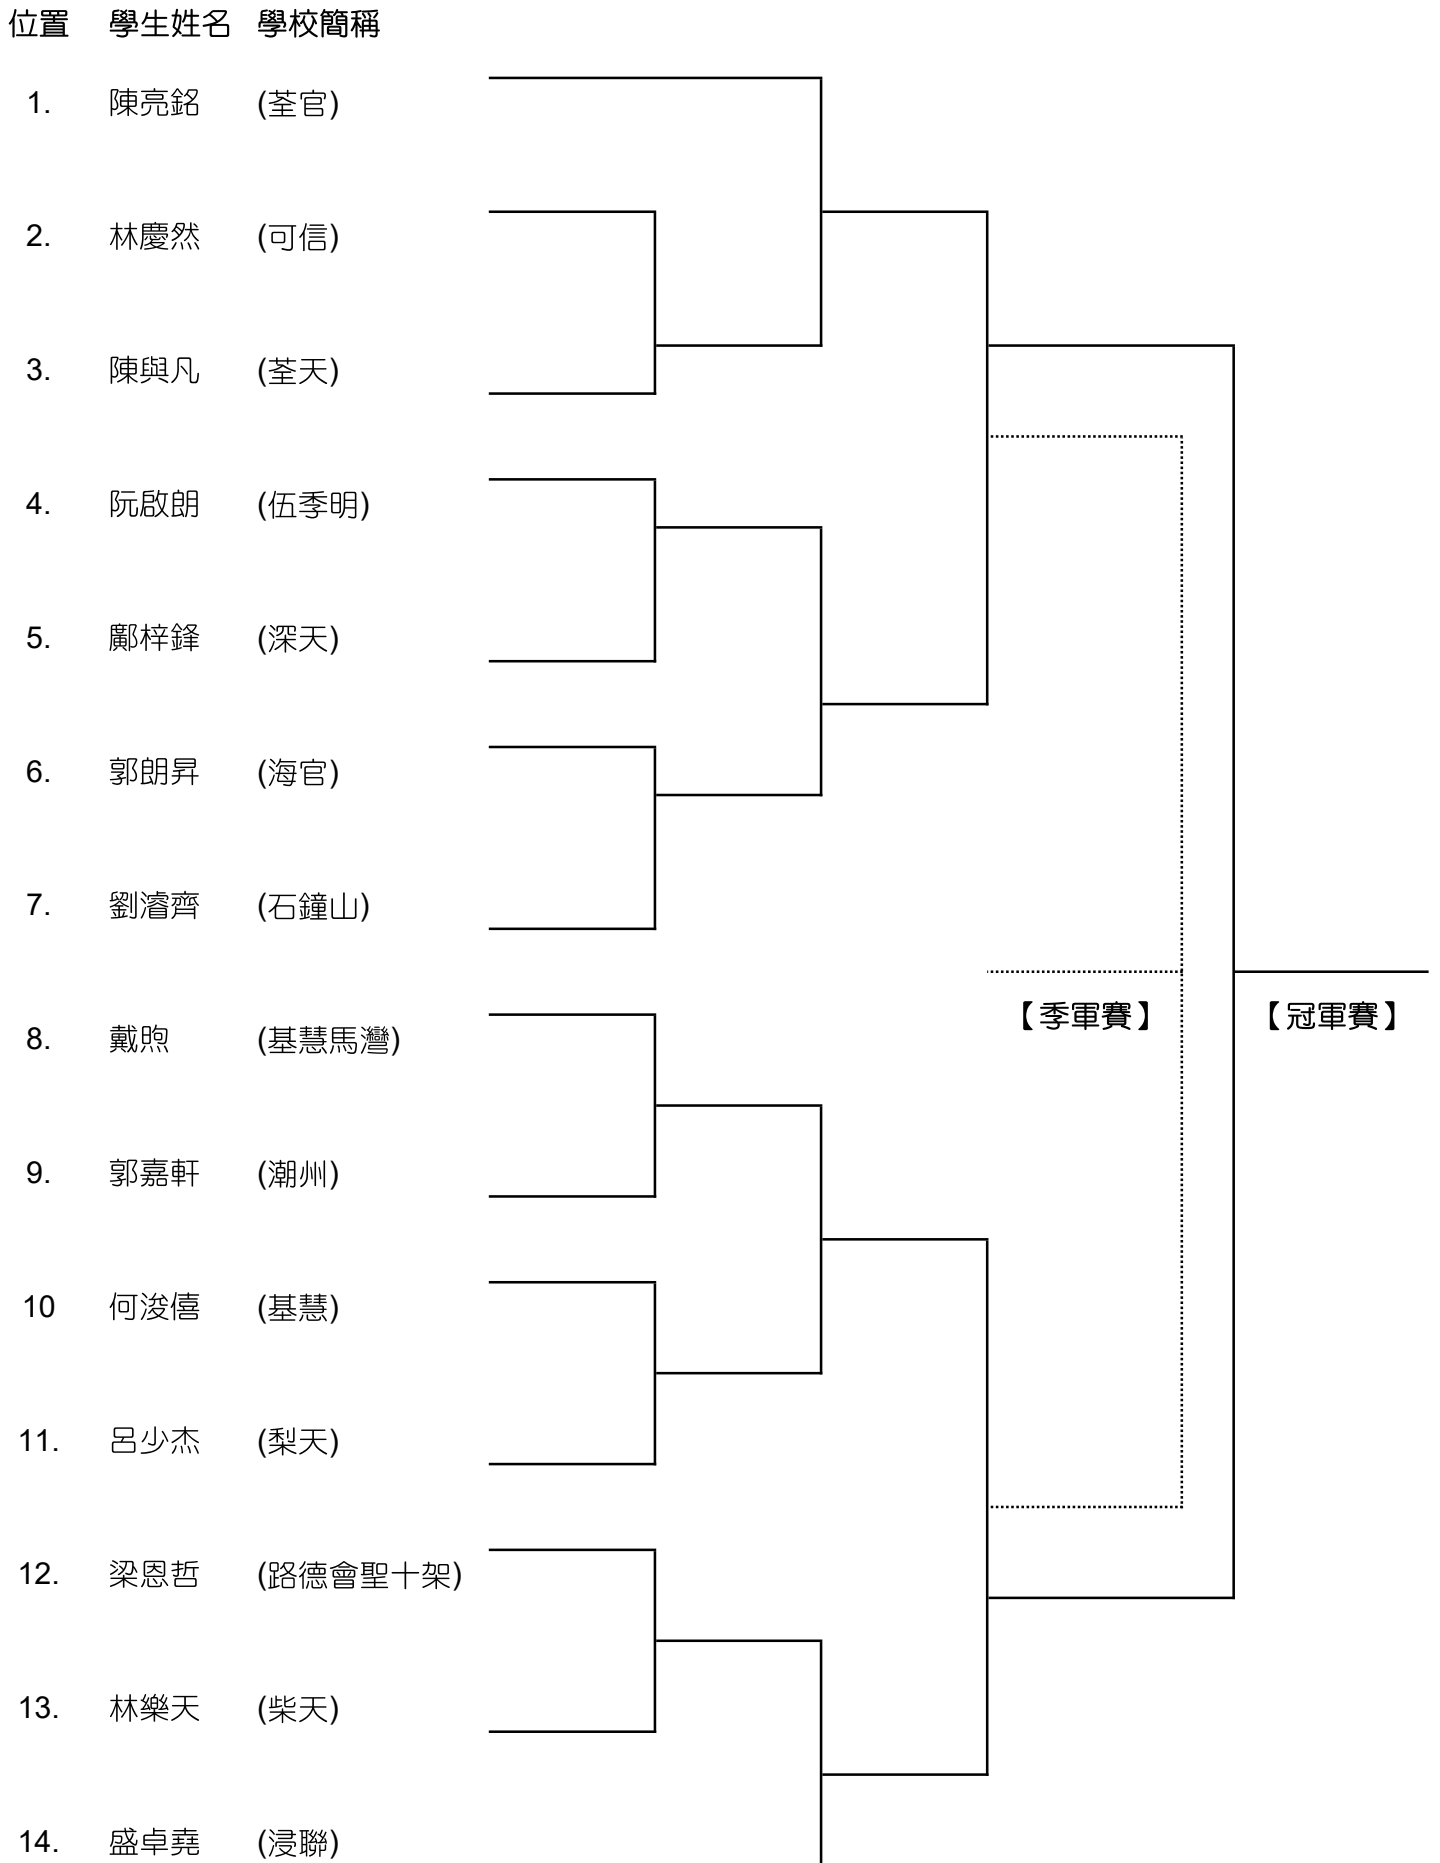 位置 學生姓名 學校簡稱
1. 陳亮銘 (荃官)
2. 林慶然 (可信)
3. 陳與凡 (荃天)
4. 阮啟朗 (伍季明)
5. 鄺梓鋒 (深天)
6. 郭朗昇 (海官)
7. 劉濬齊 (石鐘山)
【季軍賽】 【冠軍賽】
8. 戴煦 (基慧馬灣)
9. 郭嘉軒 (潮州)
10 何浚僖 (基慧)
11. 呂少杰 (梨天)
12. 梁恩哲 (路德會聖十架)
13. 林樂天 (柴天)
14. 盛卓堯 (浸聯)